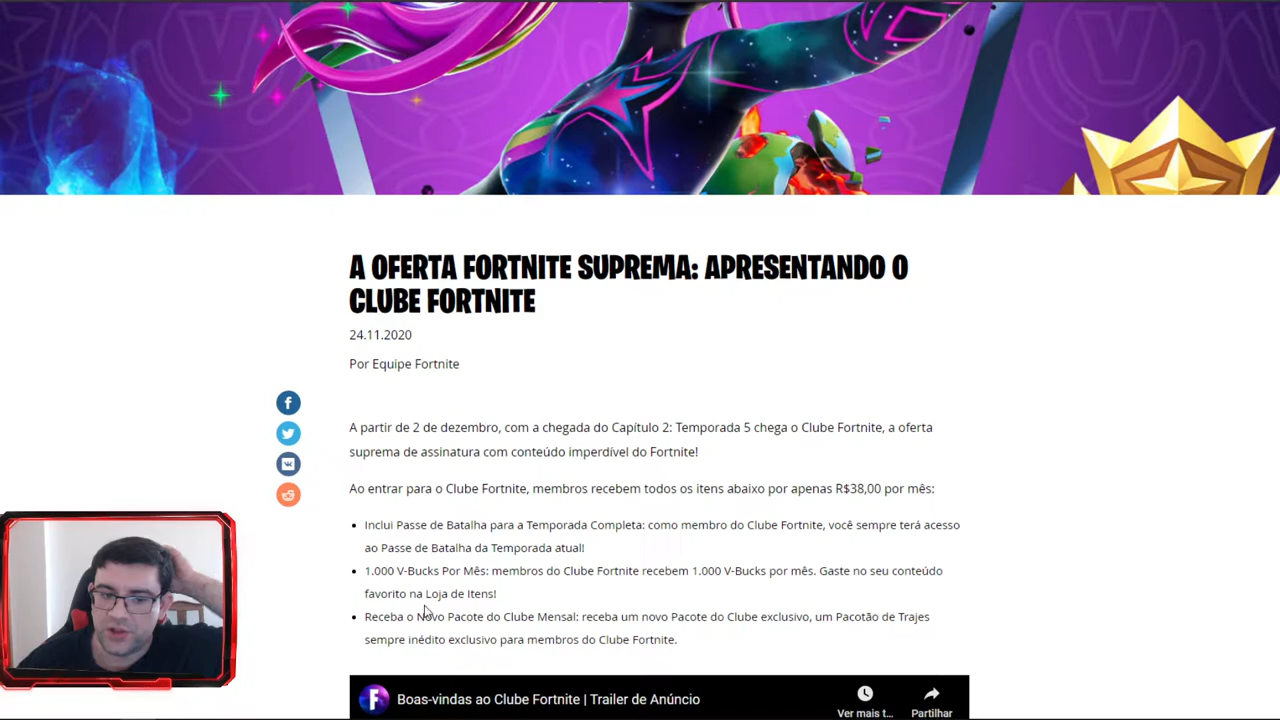 A OFERTA FORTNITE SUPREMA: APRESENTANDO O
CLUBE FORTNITE
24.11.2020
Por Equipe Fortnite
A partir de 2 de dezembro, com a chegada do Capítulo 2: Temporada 5 chega o Clube Fortnite, a oferta
suprema de assinatura com conteúdo imperdível do Fortnite!
Ao entrar para o Clube Fortnite, membros recebem todos os itens abaixo por apenas R$38,00 por mês:
Inclui Passe de Batalha para a Temporada Completa: como membro do Clube Fortnite, você sempre terá acesso
ao Passe de Batalha da Temporada atual!
1.000 V-Bucks Por Mês: membros do Clube Fortnite recebem 1.000 V-Bucks por mês. Gaste no seu conteúdo
favorito na Loja de Itens!
Receba o Novo Pacote do Clube Mensal: receba um novo Pacote do Clube exclusivo, um Pacotão de Trajes
sempre inédito exclusivo para membros do Clube Fortnite.
Boas-vindas ao Clube Fortnite | Trailer de Anúncio
Ver mais t...
Partilhar